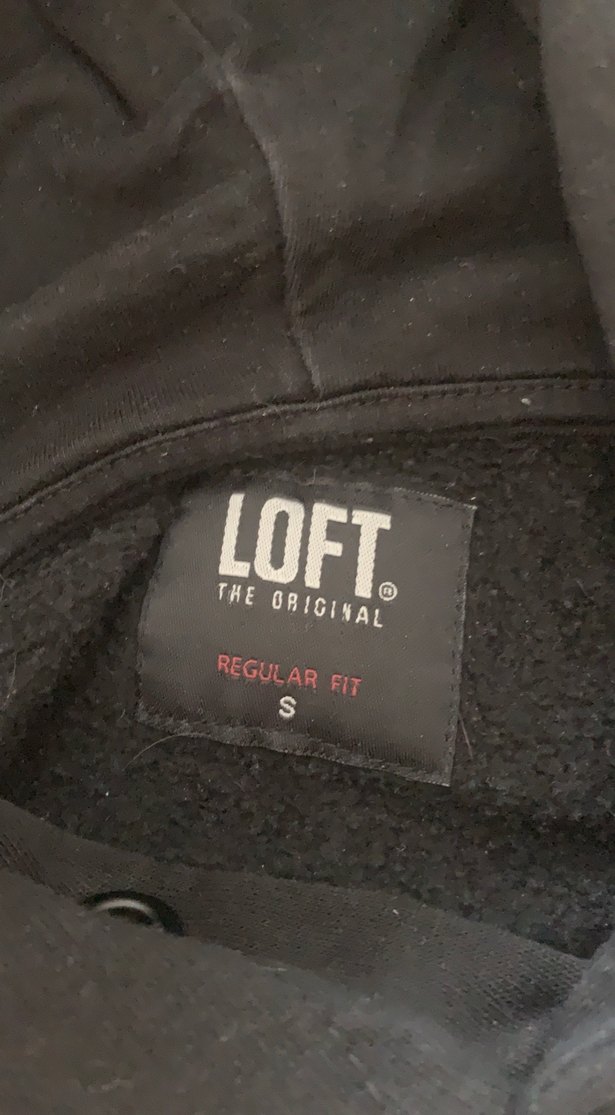 LOFT®
THE ORIGINAL
REGULAR FIT
S